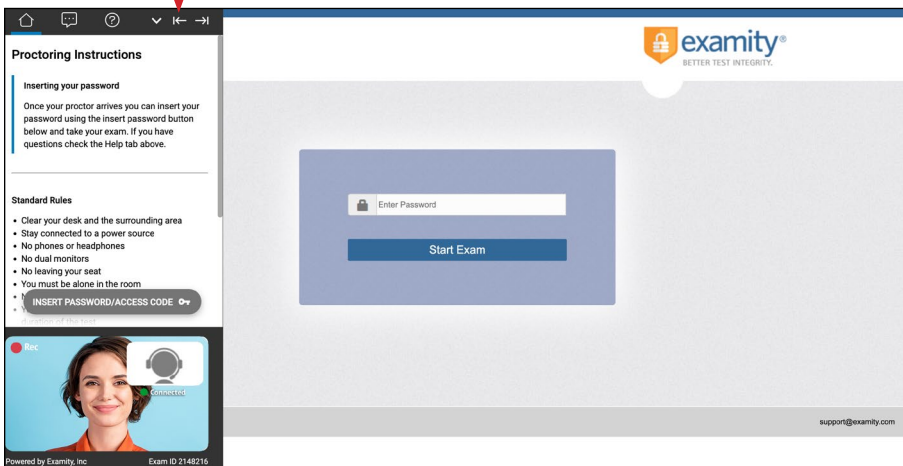 Proctoring Instructions
Inserting your password
Once your proctor arrives you can insert your
password using the insert password button
below and take your exam. If you have
questions check the Help tab above.
Standard Rules
• Clear your desk and the surrounding area
• Stay connected to a power source
• No phones or headphones
• No dual monitors
• No leaving your seat
• You must be alone in the room
INSERT PASSWORD/ACCESS CODE
duration of the test
Rec
Connected
Powered by Examity, Inc
Exam ID 2148216
examity®
BETTER TEST INTEGRITY.
Enter Password
Start Exam
support@examity.com